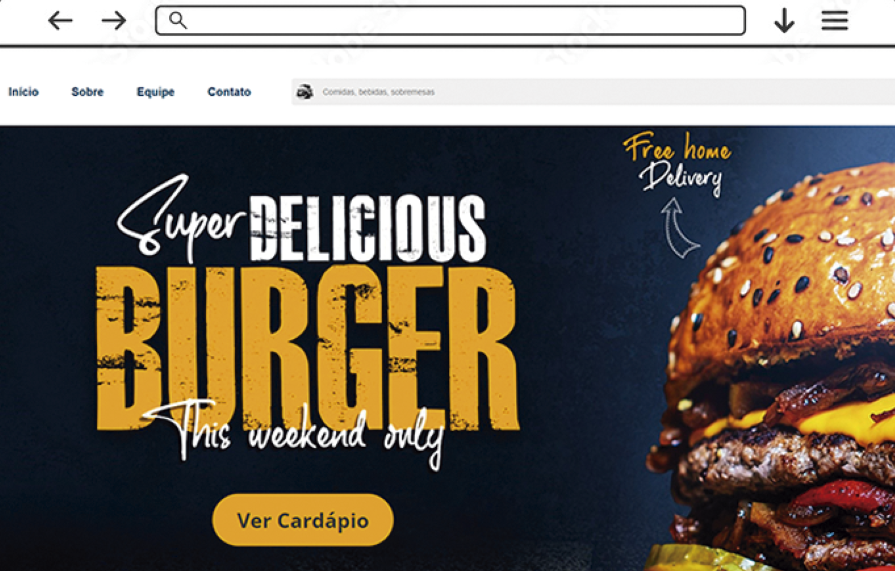 Início Sobre Equipe Contato Comidas, bebidas, sobremesas
Free home
Delivery
Super DELICIOUS
BURGER
This weekend only
Ver Cardápio